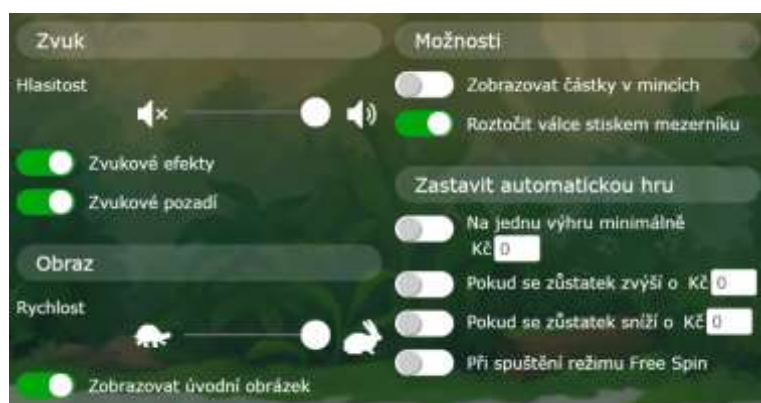 Zvuk
Hlasitost
Zvukové efekty
Zvukové pozadí
Obraz
Rychlost
Zobrazovat úvodní obrázek
Možnosti
Zobrazovat částky v mincích
Roztočit válce stiskem mezerníku
Zastavit automatickou hru
Na jednu výhru minimálně
Kč 0
Pokud se zůstatek zvýší o Kč 0
Pokud se zůstatek sníží o Kč 0
Při spuštění režimu Free Spin